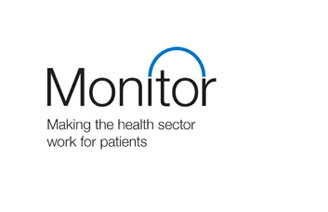 Monitor
Making the health sector
work for patients